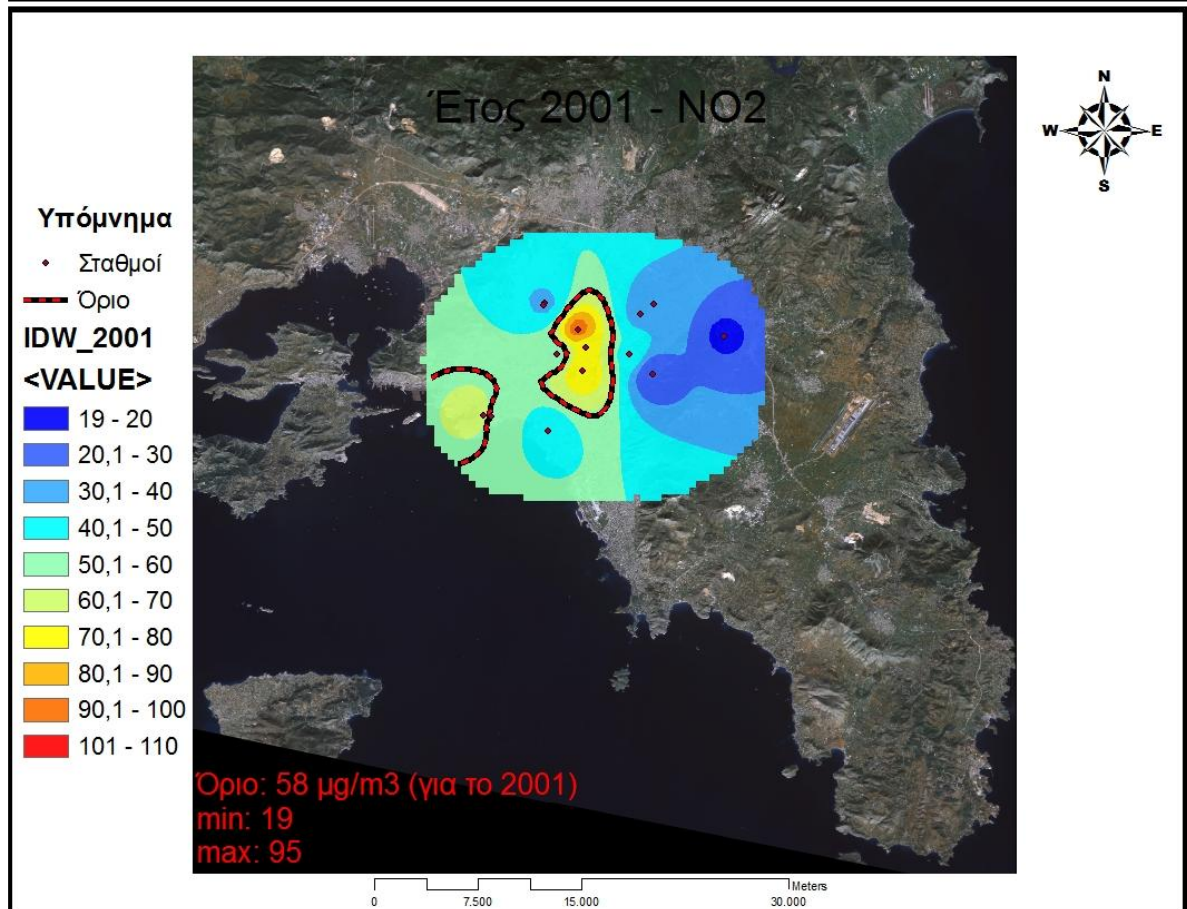 Έτος 2001 - NO2
N
W E
S
Υπόμνημα
Σταθμοί
Όριο
IDW_2001
<VALUE>
19 - 20
20,1 - 30
30,1 - 40
40,1 - 50
50,1 - 60
60,1 - 70
70,1 - 80
80,1 - 90
90,1 - 100
101 - 110
Όριο: 58 μg/m3 (για το 2001)
min: 19
max: 95
Meters
0 7.500 15.000 30.000